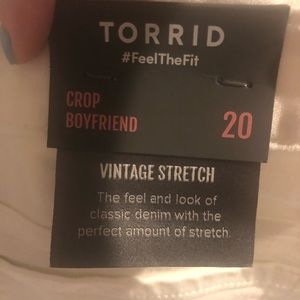 TORRID
#FeelTheFit
CROP
BOYFRIEND
20
VINTAGE STRETCH
The feel and look of
classic denim with the
perfect amount of stretch.